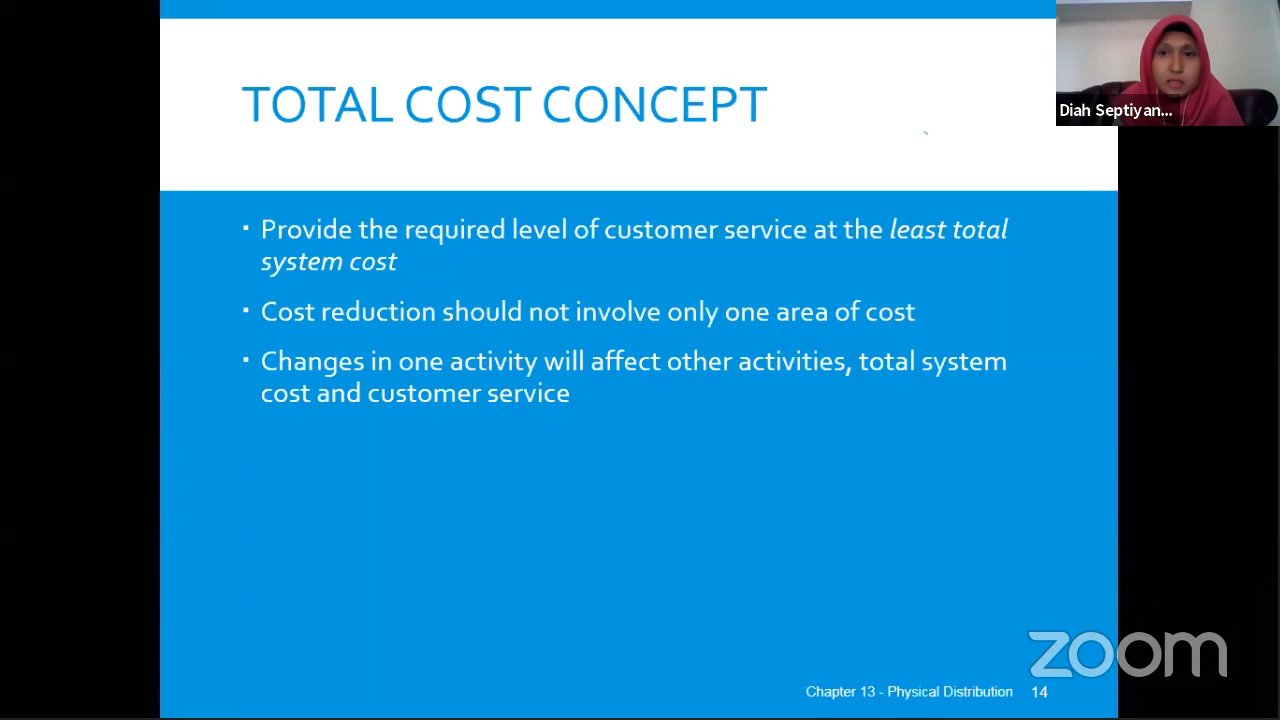 TOTAL COST CONCEPT
Diah Septiyan...
▪ Provide the required level of customer service at the least total
system cost
▪ Cost reduction should not involve only one area of cost
▪ Changes in one activity will affect other activities, total system
cost and customer service
zoom
Chapter 13 - Physical Distribution 14